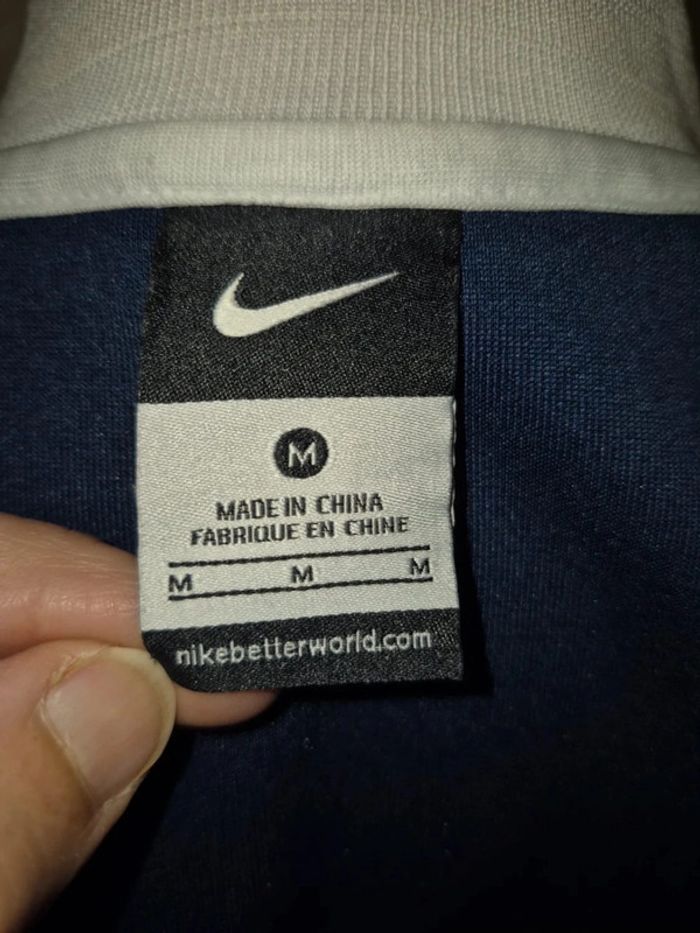 M
MADE IN CHINA
FABRIQUE EN CHINE
M M M
nikebetterworld.com